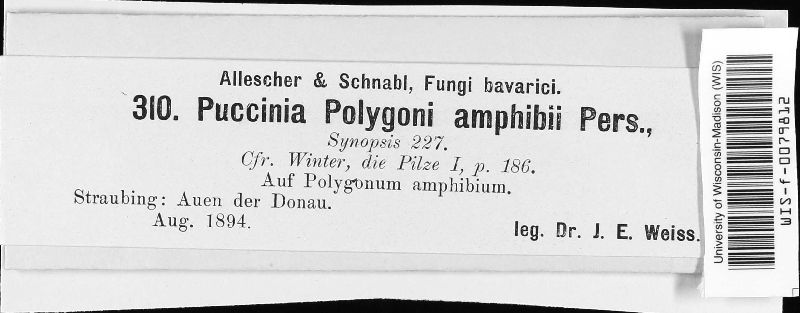 Allescher & Schnabl, Fungi bavarici.
310. Puccinia Polygoni amphibii Pers.,
Synopsis 227.
Cfr. Winter, die Pilze I, p. 186.
Auf Polygonum amphibium.
Straubing: Auen der Donau.
Aug. 1894.
leg. Dr. J. E. Weiss.
University of Wisconsin-Madison (WIS)
WIS-f-0079812